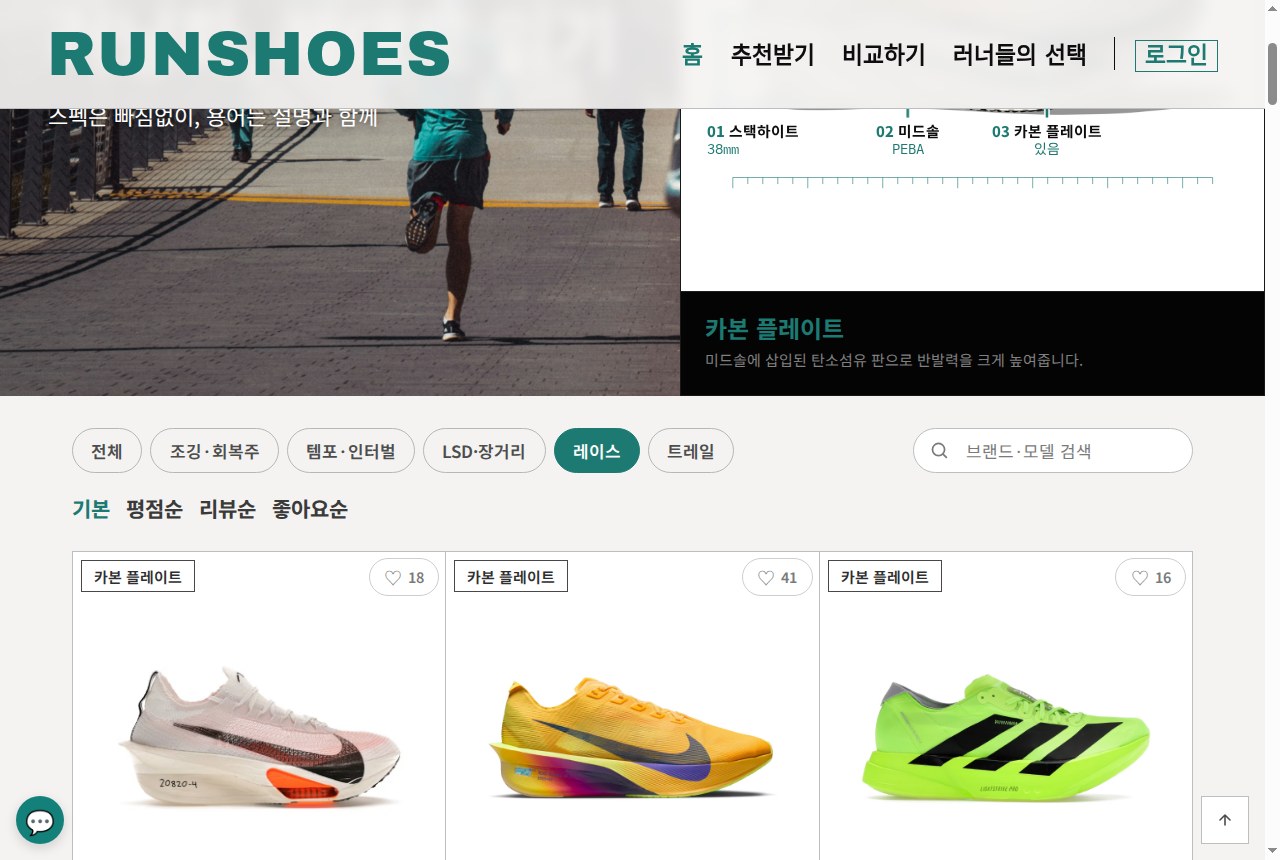 RUNSHOES
홈 추천받기 비교하기 러너들의 선택 로그인
스펙은 빠짐없이, 용어는 설명과 함께
01 스택하이트 02 미드솔 03 카본 플레이트
38mm PEBA 있음
카본 플레이트
미드솔에 삽입된 탄소섬유 판으로 반발력을 크게 높여줍니다.
전체 조깅·회복주 템포·인터벌 LSD·장거리 레이스 트레일 브랜드·모델 검색
기본 평점순 리뷰순 좋아요순
카본 플레이트 18 카본 플레이트 41 카본 플레이트 16
20820-4